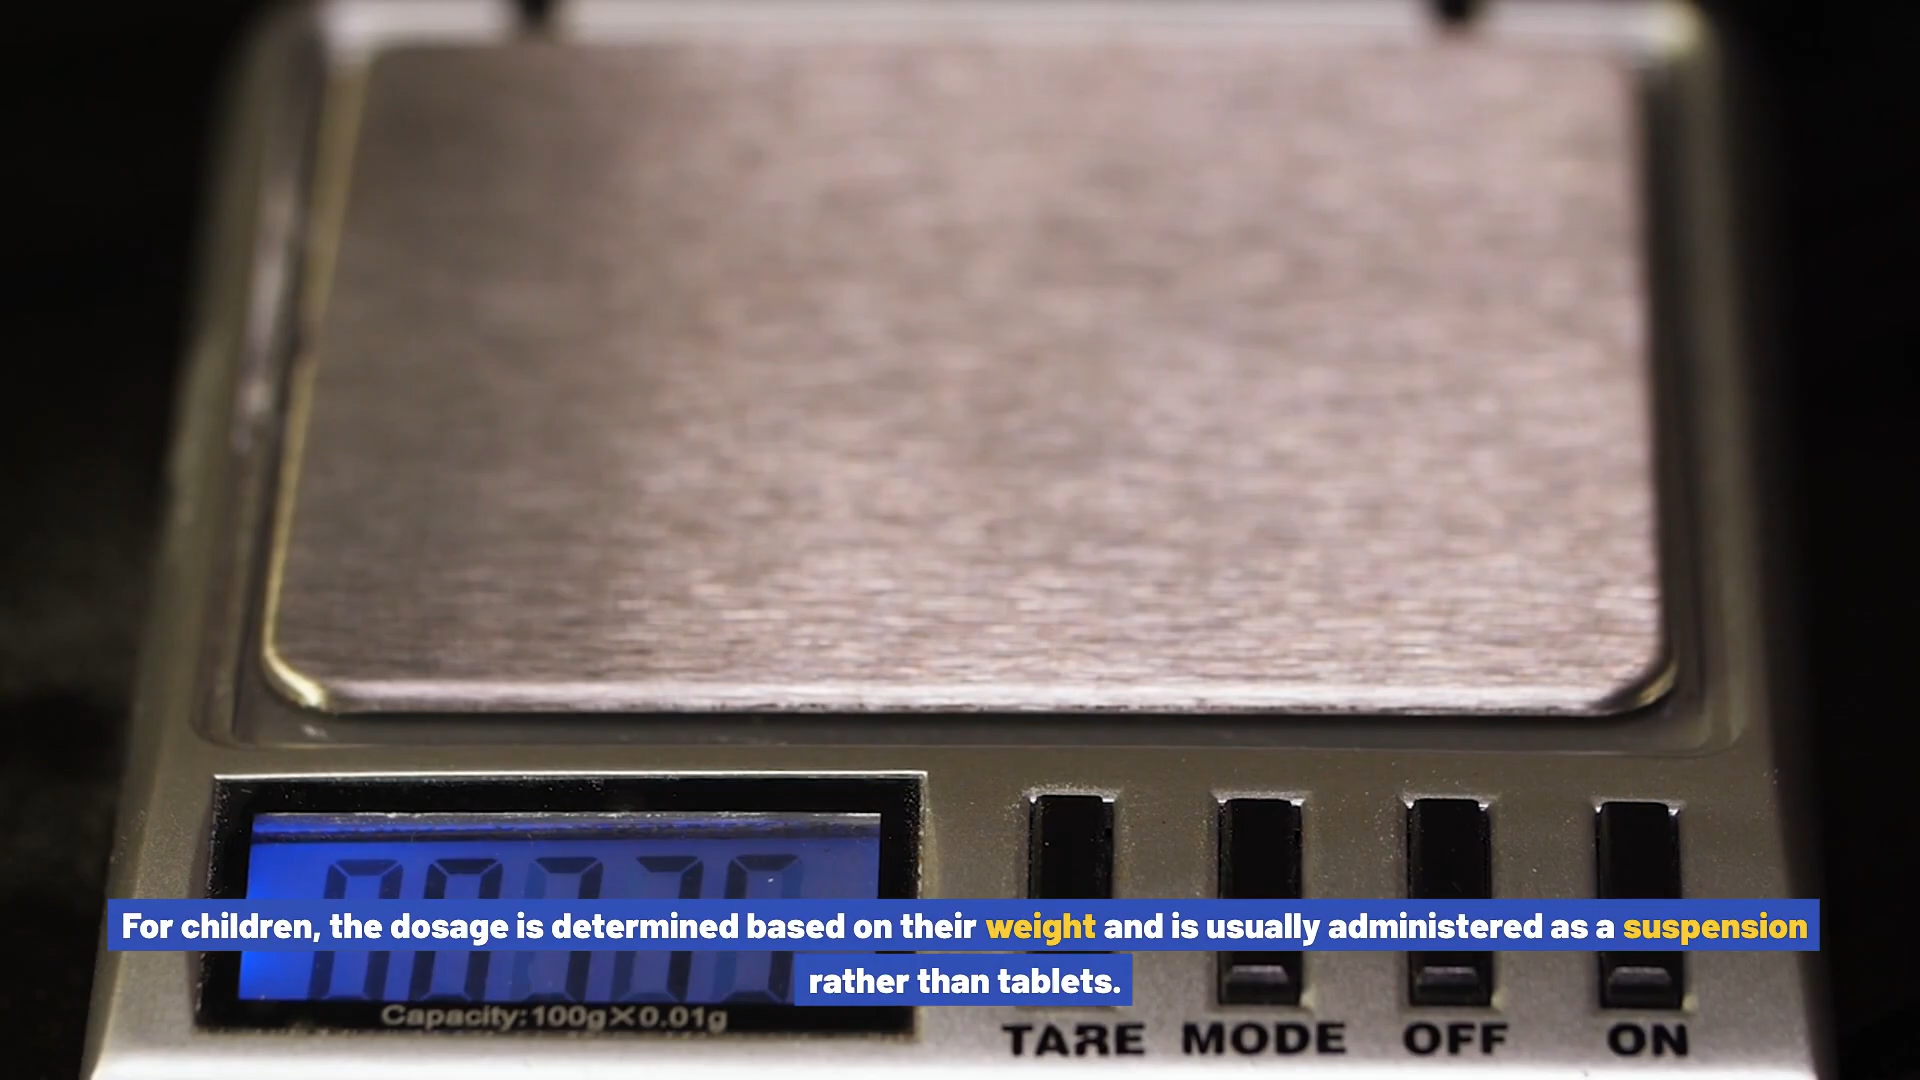 For children, the dosage is determined based on their weight and is usually administered as a suspension
rather than tablets.
Capacity:100gX0.01g
TARE MODE OFF ON